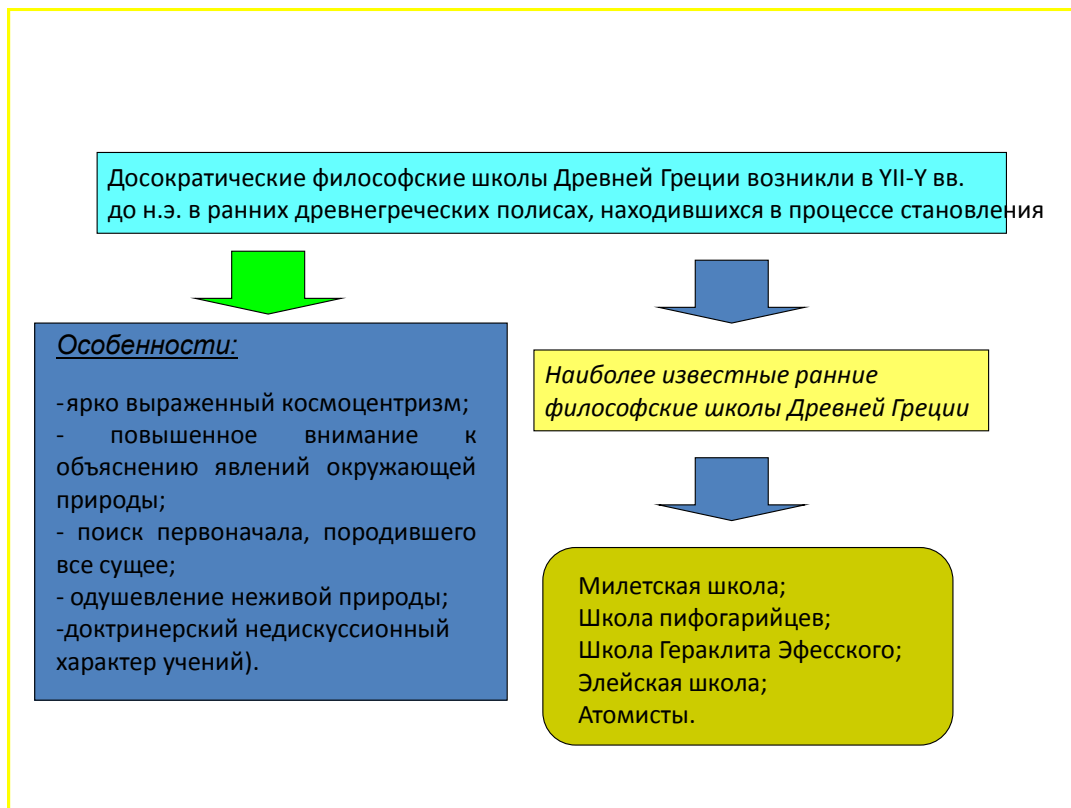 Досократические философские школы Древней Греции возникли в YII-Y вв.
до н.э. в ранних древнегреческих полисах, находившихся в процессе становления
Особенности:
-ярко выраженный космоцентризм;
- повышенное внимание к
объяснению явлений окружающей
природы;
- поиск первоначала, породившего
все сущее;
- одушевление неживой природы;
-доктринерский недискуссионный
характер учений).
Наиболее известные ранние
философские школы Древней Греции
Милетская школа;
Школа пифогарийцев;
Школа Гераклита Эфесского;
Элейская школа;
Атомисты.